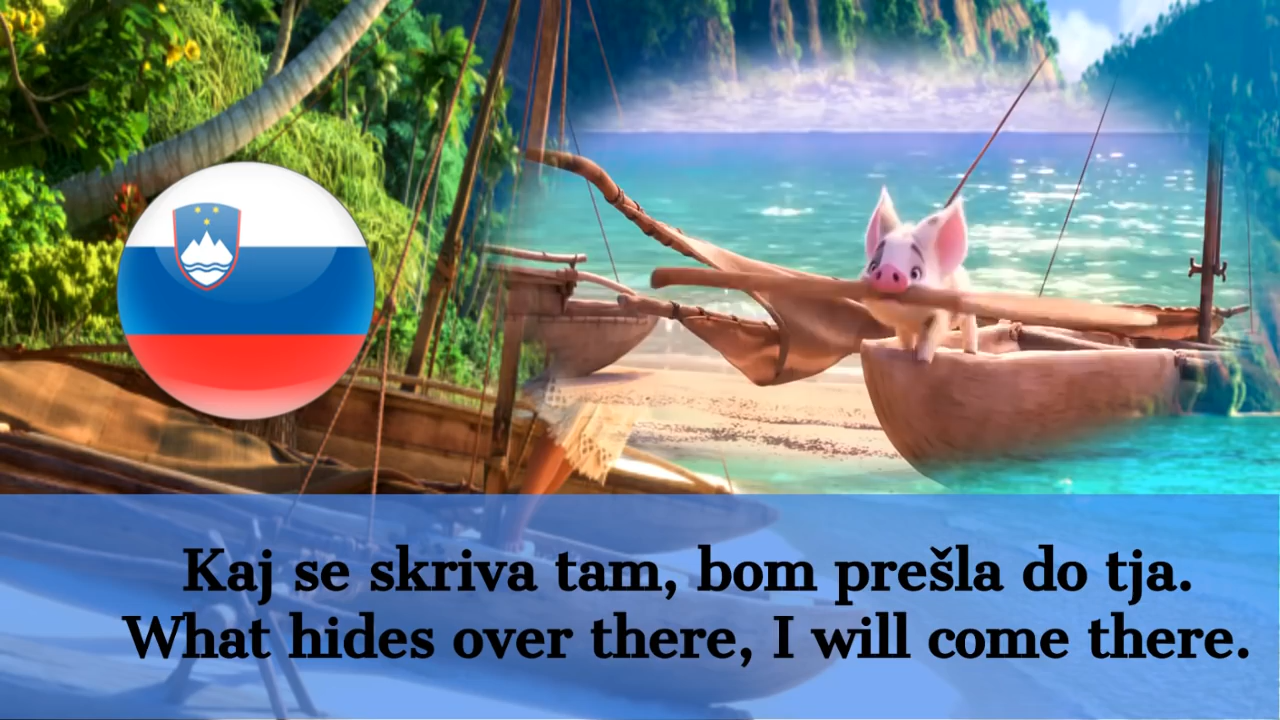 Kaj se skriva tam, bom prešla do tja.
What hides over there, I will come there.